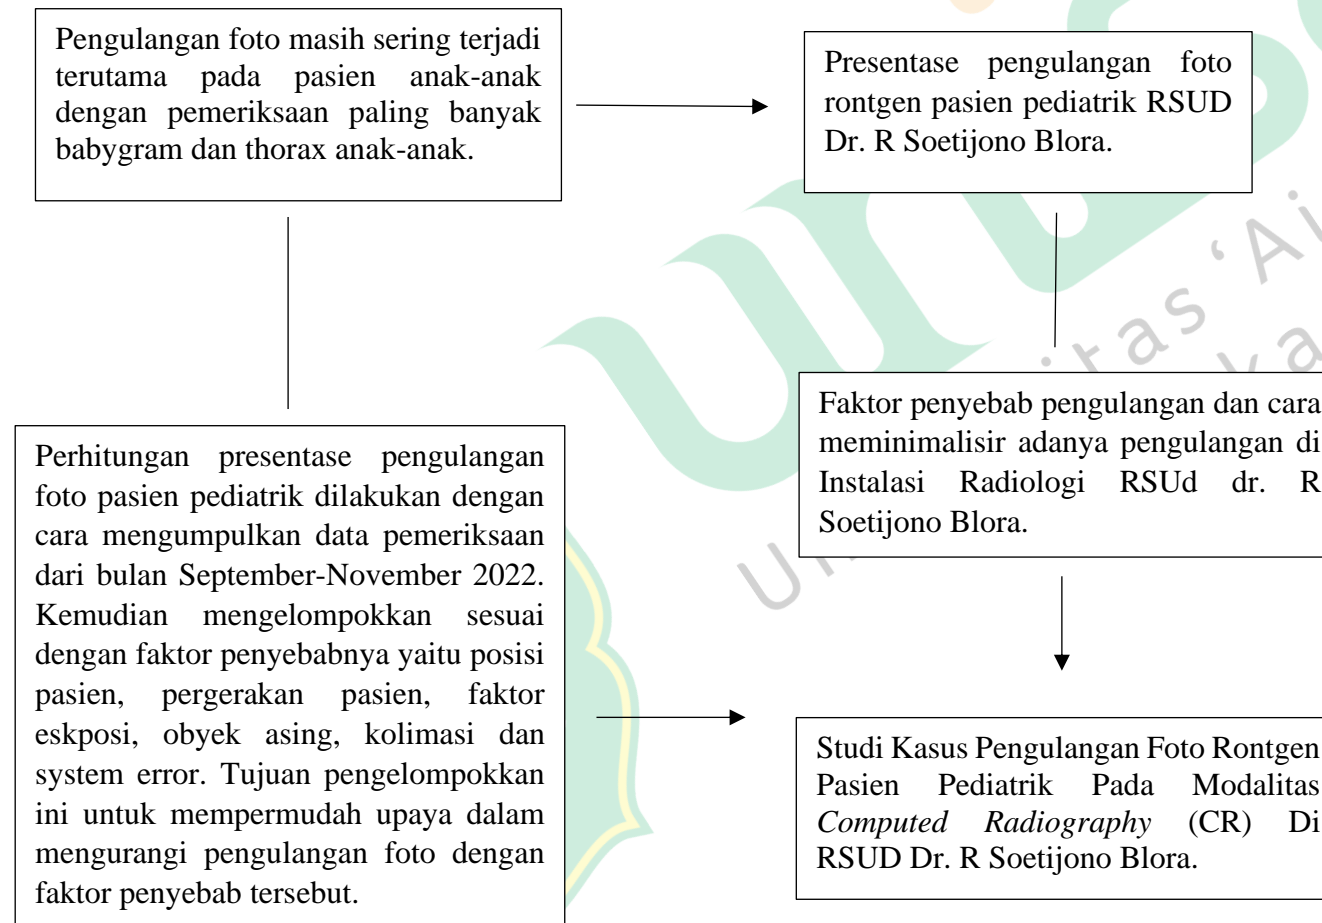 Pengulangan foto masih sering terjadi
terutama pada pasien anak-anak
dengan pemeriksaan paling banyak
babygram dan thorax anak-anak.
Presentase pengulangan foto
rontgen pasien pediatrik RSUD
Dr. R Soetijono Blora.
Perhitungan presentase pengulangan
foto pasien pediatrik dilakukan dengan
cara mengumpulkan data pemeriksaan
dari bulan September-November 2022.
Kemudian mengelompokkan sesuai
dengan faktor penyebabnya yaitu posisi
pasien, pergerakan pasien, faktor
eskposi, obyek asing, kolimasi dan
system error. Tujuan pengelompokkan
ini untuk mempermudah upaya dalam
mengurangi pengulangan foto dengan
faktor penyebab tersebut.
Faktor penyebab pengulangan dan cara
meminimalisir adanya pengulangan di
Instalasi Radiologi RSUd dr. R
Soetijono Blora.
Studi Kasus Pengulangan Foto Rontgen
Pasien Pediatrik Pada Modalitas
Computed Radiography (CR) Di
RSUD Dr. R Soetijono Blora.